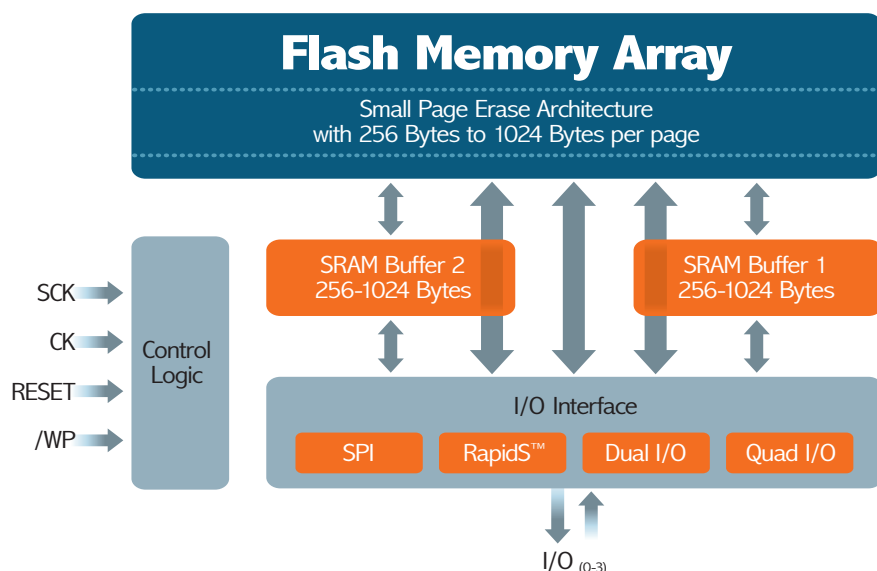 Flash Memory Array
Small Page Erase Architecture
with 256 Bytes to 1024 Bytes per page
SRAM Buffer 2
256-1024 Bytes
SRAM Buffer 1
256-1024 Bytes
SCK
CK
RESET
/WP
Control
Logic
I/O Interface
SPI
RapidS™
Dual I/O
Quad I/O
I/O (0-3)